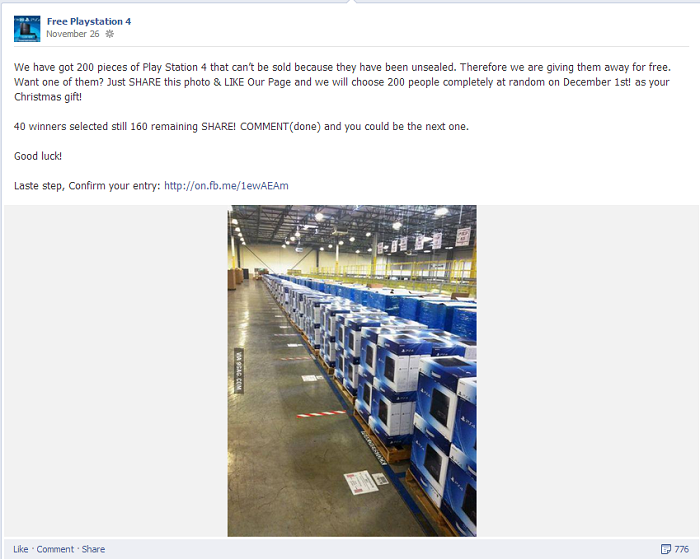 Free Playstation 4
November 26
We have got 200 pieces of Play Station 4 that can't be sold because they have been unsealed. Therefore we are giving them away for free.
Want one of them? Just SHARE this photo & LIKE Our Page and we will choose 200 people completely at random on December 1st! as your
Christmas gift!
40 winners selected still 160 remaining SHARE! COMMENT(done) and you could be the next one.
Good luck!
Laste step, Confirm your entry: http://on.fb.me/1ewAEAm
VIA 9GAG.COM
Like · Comment · Share
776